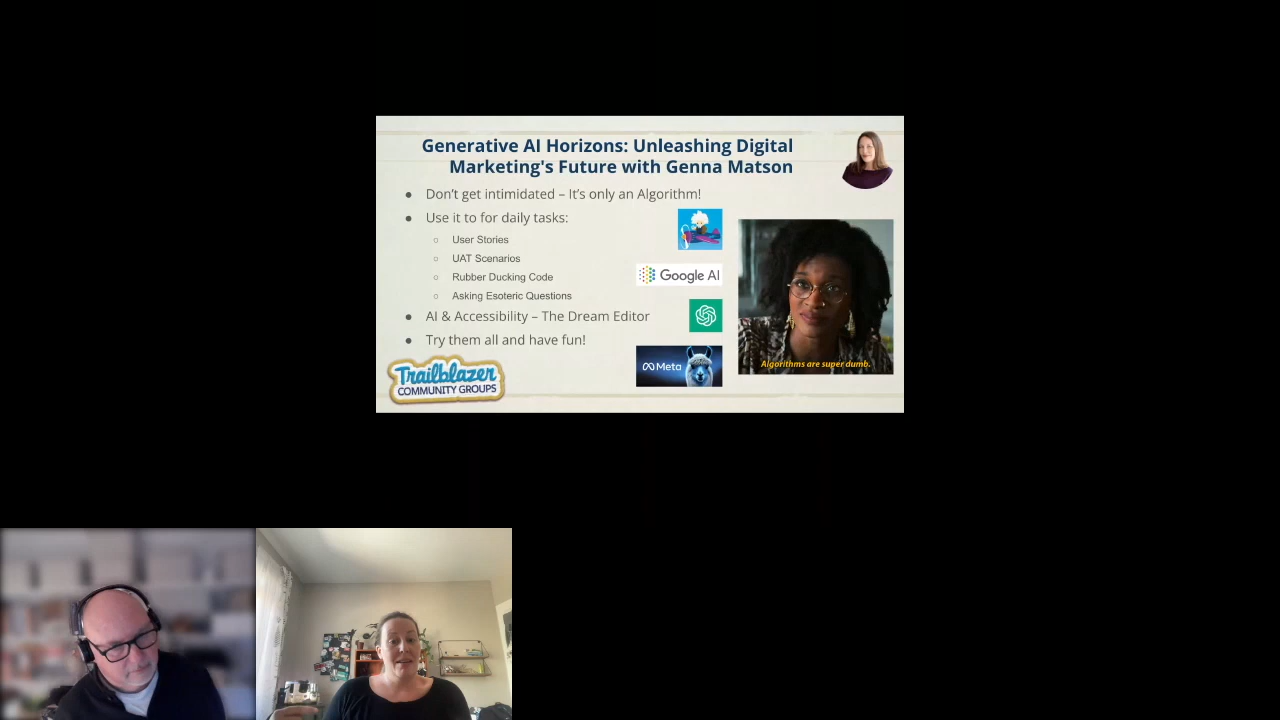 Generative AI Horizons: Unleashing Digital
Marketing's Future with Genna Matson
● Don't get intimidated – It's only an Algorithm!
● Use it to for daily tasks:
○ User Stories
○ UAT Scenarios
○ Rubber Ducking Code
○ Asking Esoteric Questions
● AI & Accessibility – The Dream Editor
● Try them all and have fun!
Google AI
Meta
Algorithms are super dumb.
Trailblazer
COMMUNITY GROUPS